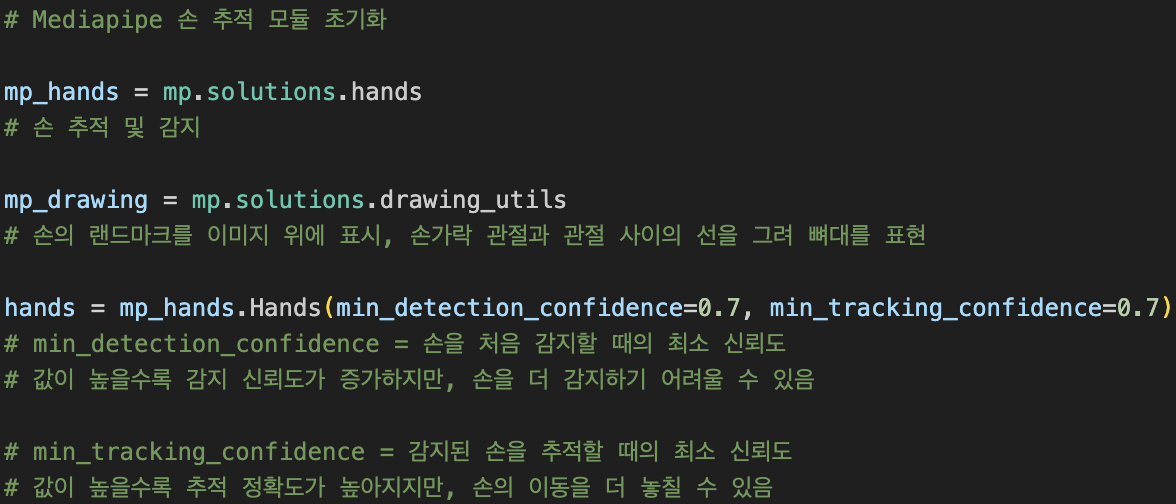 # Mediapipe 손 추적 모듈 초기화
mp_hands = mp.solutions.hands
# 손 추적 및 감지
mp_drawing = mp.solutions.drawing_utils
# 손의 랜드마크를 이미지 위에 표시, 손가락 관절과 관절 사이의 선을 그려 뼈대를 표현
hands = mp_hands.Hands(min_detection_confidence=0.7, min_tracking_confidence=0.7)
# min_detection_confidence = 손을 처음 감지할 때의 최소 신뢰도
# 값이 높을수록 감지 신뢰도가 증가하지만, 손을 더 감지하기 어려울 수 있음
# min_tracking_confidence = 감지된 손을 추적할 때의 최소 신뢰도
# 값이 높을수록 추적 정확도가 높아지지만, 손의 이동을 더 놓칠 수 있음